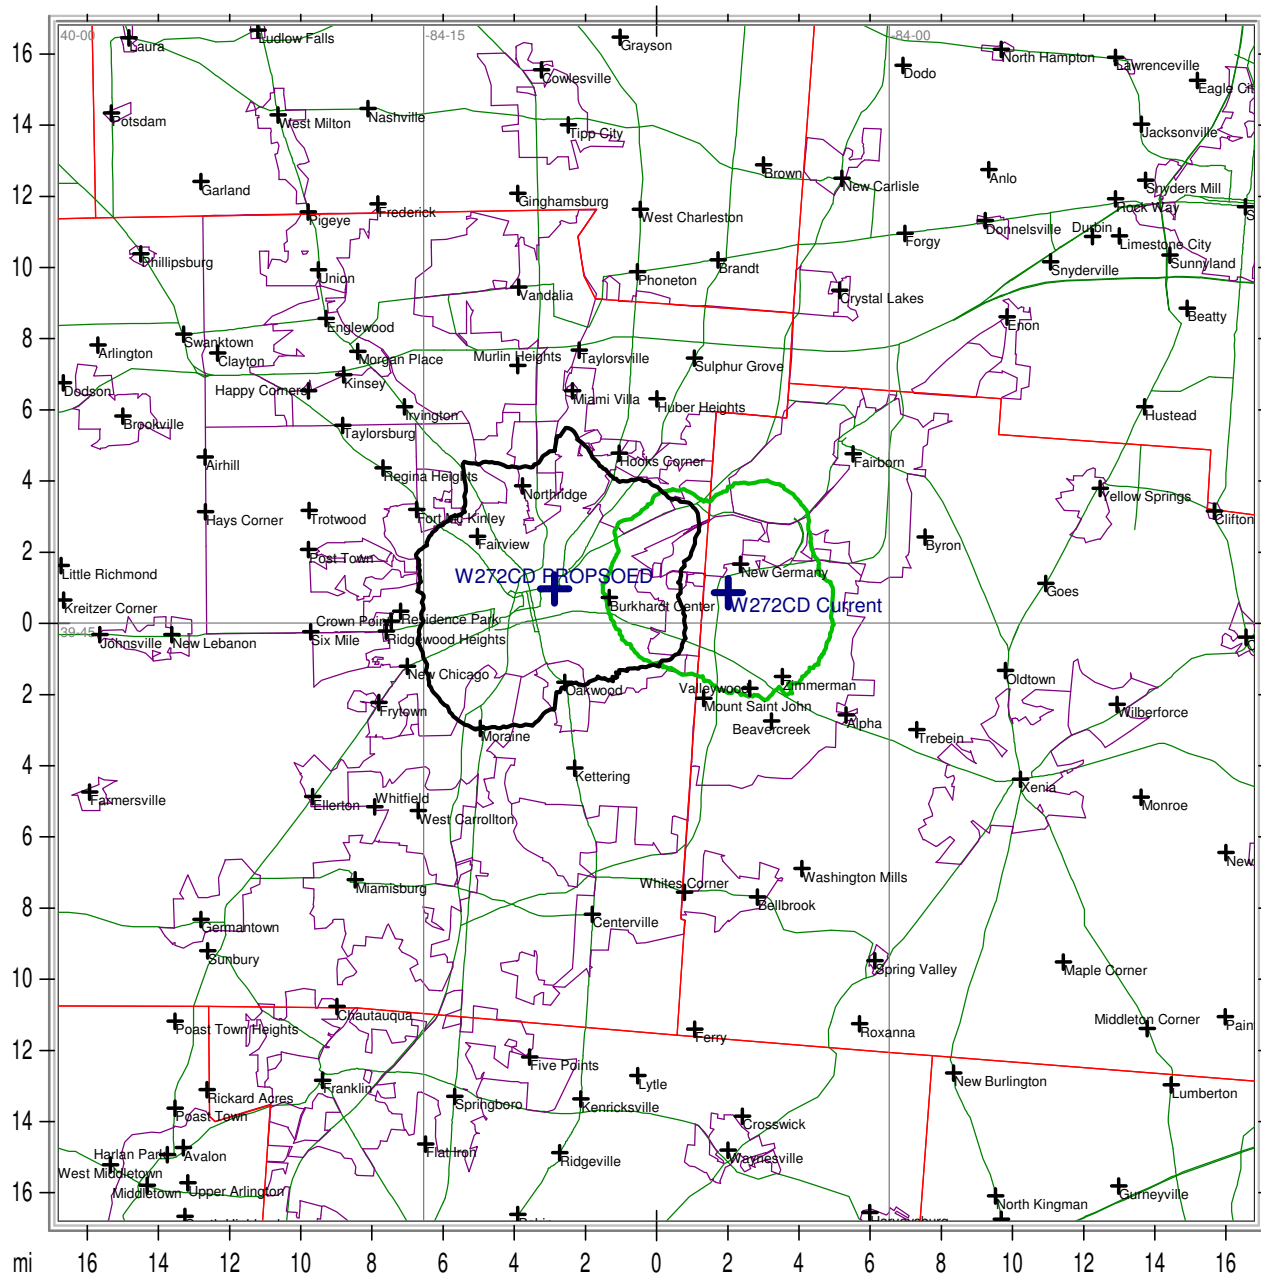 40-00
-84-15
-84-00
Laura
Ludlow Falls
Grayson
Cowlesville
Dodo
North Hampton
Lawrenceville
Eagle Cit
16
Potsdam
West Milton
Nashville
Tipp City
Jacksonville
14
Garland
Brown
New Carlisle
Anlo
Snyders Mill
12
Pigeye
Frederick
Ginghamsburg
West Charleston
Forgy
Donnelsville
Rock Way
Durbin
Limestone City
S
Phillipsburg
Union
Phoneton
Brandt
Snyderville
Sunnyland
10
Vandalia
Crystal Lakes
Enon
Beatty
Englewood
8
Arlington
Swanktown
Clayton
Morgan Place
Murlin Heights
Taylorsville
Sulphur Grove
Dodson
Happy Corner
Kinsey
Miami Villa
Huber Heights
6
Brookville
Taylorsburg
Irvington
Hustead
Airhill
Regina Heights
Hooks Corner
Fairborn
4
Northridge
Yellow Springs
Hays Corner
Trotwood
Fort Mc Kinley
Clifton
Post Town
Fairview
Byron
2
Little Richmond
W272CD PROPSOED
New Germany
Goes
Kreitzer Corner
Burkhardt Center
W272CD Current
Crown Point
Residence Park
0
39-45
Johnsville
New Lebanon
Six Mile
Ridgewood Heights
New Chicago
Oakwood
Valleywood
Zimmerman
Oldtown
2
Frytown
Mount Saint John
Beavercreek
Alpha
Trebein
Wilberforce
Moraine
4
Kettering
Xenia
Farmersville
Ellerton
Whitfield
West Carrollton
Monroe
6
New
Miamisburg
Whites Corner
Washington Mills
Bellbrook
8
Germantown
Centerville
Sunbury
Spring Valley
Maple Corner
10
Poast Town Heights
Chautauqua
Ferry
Roxanna
Middleton Corner
Pain
12
Five Points
Lytle
Rickard Acres
Franklin
Springboro
Kenricksville
New Burlington
Lumberton
14
Poast Town
Crosswick
Harlan Park
Avalon
Flat Iron
Ridgeville
Waynesville
West Middletown
Middletown
Upper Arlington
North Kingman
Gurneyville
16
mi
16
14
12
10
8
6
4
2
0
2
4
6
8
10
12
14
16